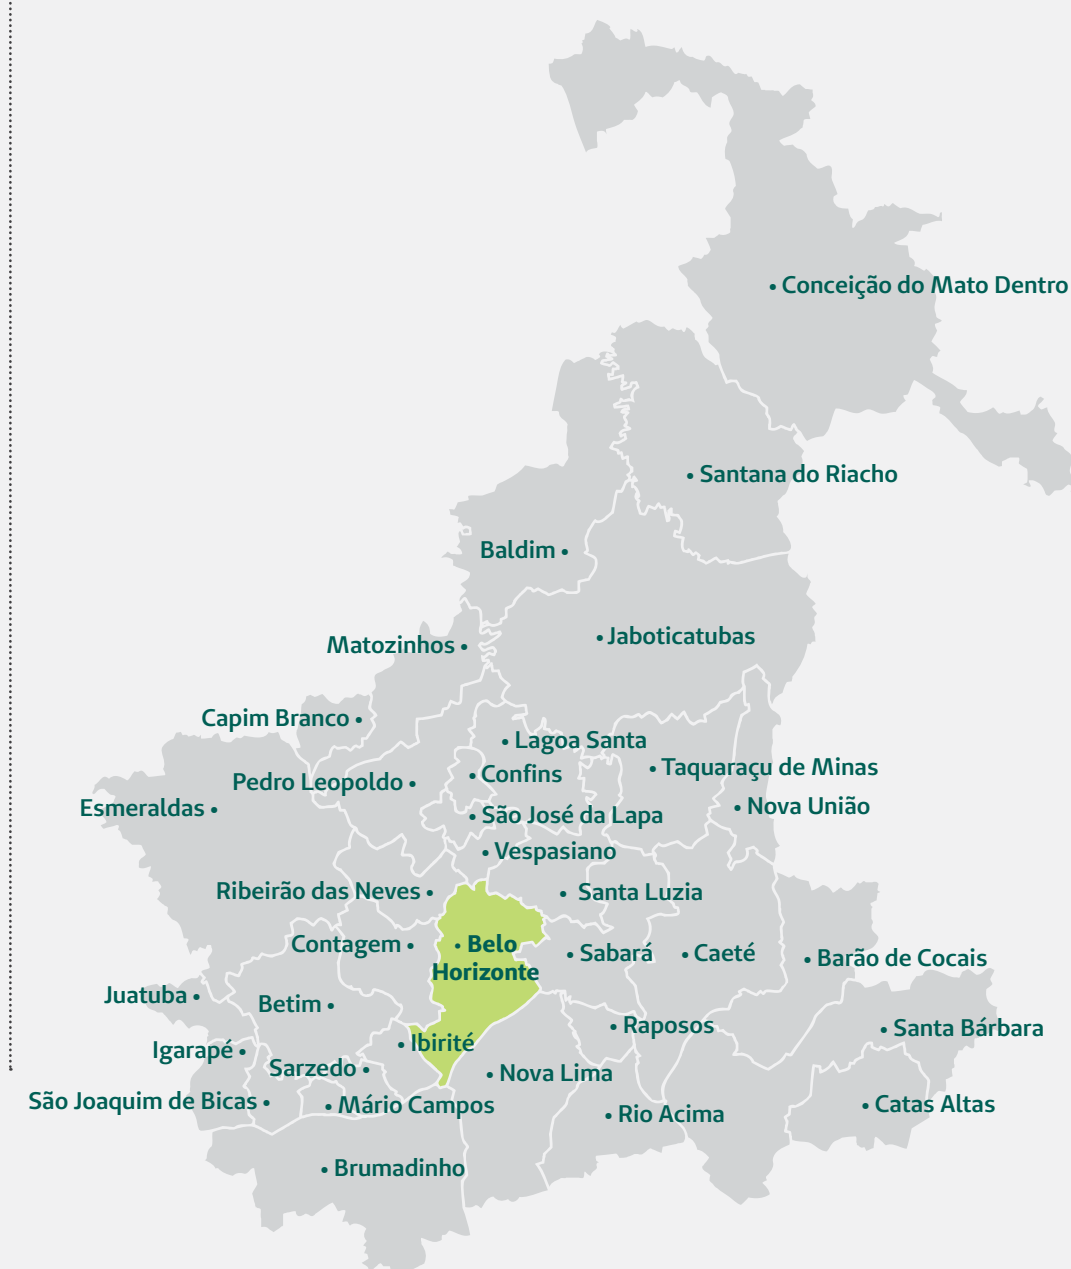 • Conceição do Mato Dentro
• Santana do Riacho
Baldim •
• Jaboticatubas
Matozinhos •
Capim Branco •
• Lagoa Santa
• Confins
• Taquaraçu de Minas
Pedro Leopoldo •
Esmeraldas •
• Nova União
• São José da Lapa
• Vespasiano
Ribeirão das Neves •
• Santa Luzia
Contagem •
• Belo
Horizonte
• Sabará
• Caeté
• Barão de Cocais
Juatuba •
Betim •
• Raposos
• Santa Bárbara
• Ibirité
Igarapé •
Sarzedo •
• Nova Lima
São Joaquim de Bicas •
• Mário Campos
• Catas Altas
• Rio Acima
• Brumadinho